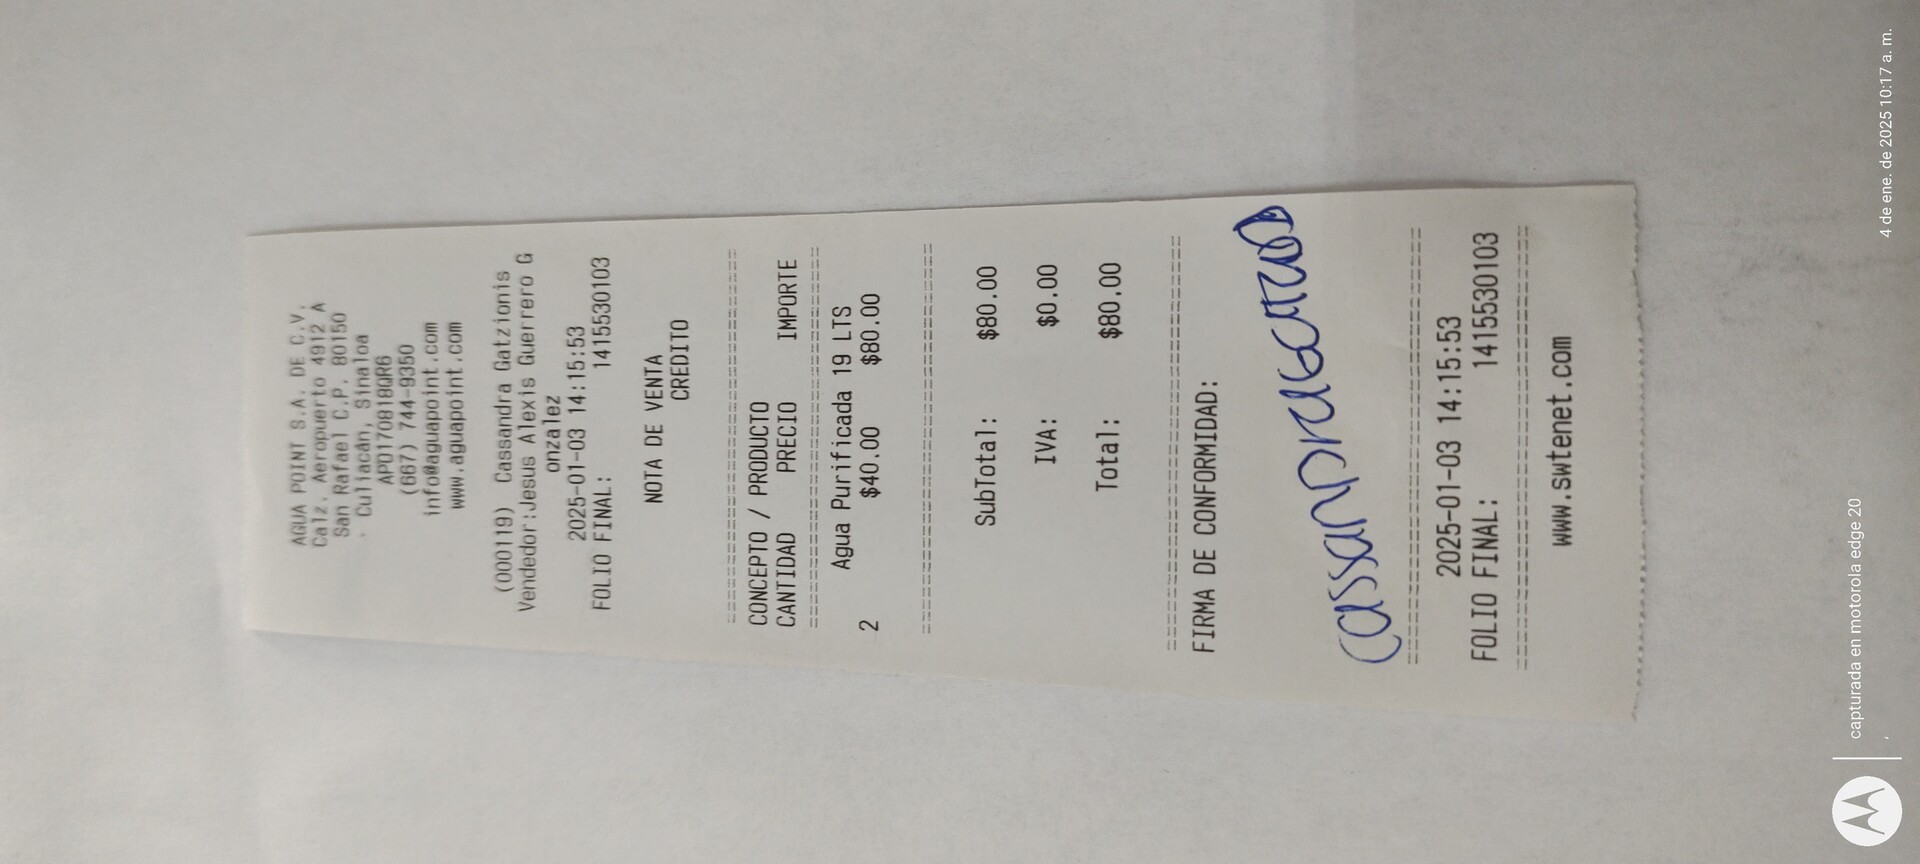 AGUA POINT S.A. DE C.V.
Calz. Aeropuerto 4912 A
San Rafael C.P. 80150
. Culiacán, Sinaloa
APO170818QR6
(667) 744-9350
info@aguapoint.com
www.aguapoint.com
(000119) Cassandra Gatzionis
Vendedor:Jesus Alexis Guerrero G
onzalez
2025-01-03 14:15:53
FOLIO FINAL: 1415530103
NOTA DE VENTA
CREDITO
================================
CONCEPTO / PRODUCTO
CANTIDAD PRECIO IMPORTE
================================
Agua Purificada 19 LTS
2 $40.00 $80.00
================================
SubTotal: $80.00
IVA: $0.00
Total: $80.00
================================
FIRMA DE CONFORMIDAD:
================================
2025-01-03 14:15:53
FOLIO FINAL: 1415530103
================================
www.swtenet.com
capturada en motorola edge 20
,
4 de ene. de 2025 10:17 a. m.